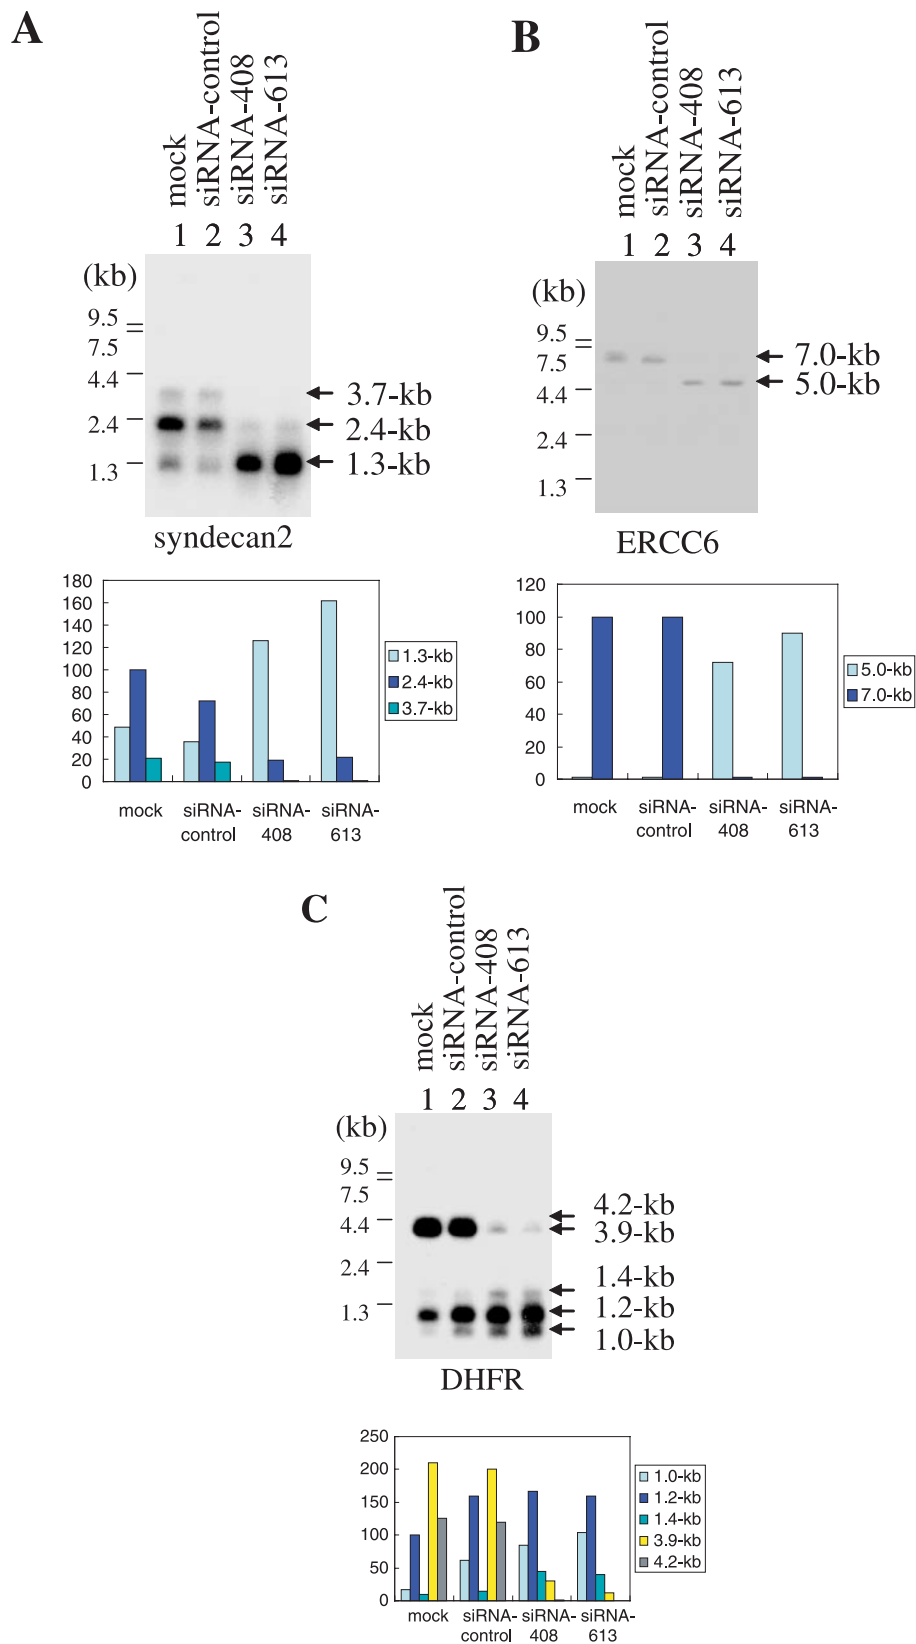 A
mock
siRNA-control
siRNA-408
siRNA-613
1 2 3 4
(kb)
9.5
7.5
4.4
2.4
1.3
3.7-kb
2.4-kb
1.3-kb
syndecan2
180
160
140
120
100
80
60
40
20
0
mock
siRNA-control
siRNA-408
siRNA-613
1.3-kb
2.4-kb
3.7-kb
B
mock
siRNA-control
siRNA-408
siRNA-613
1 2 3 4
(kb)
9.5
7.5
4.4
2.4
1.3
7.0-kb
5.0-kb
ERCC6
120
100
80
60
40
20
0
mock
siRNA-control
siRNA-408
siRNA-613
5.0-kb
7.0-kb
C
mock
siRNA-control
siRNA-408
siRNA-613
1 2 3 4
(kb)
9.5
7.5
4.4
2.4
1.3
4.2-kb
3.9-kb
1.4-kb
1.2-kb
1.0-kb
DHFR
250
200
150
100
50
0
mock
siRNA-control
siRNA-408
siRNA-613
1.0-kb
1.2-kb
1.4-kb
3.9-kb
4.2-kb